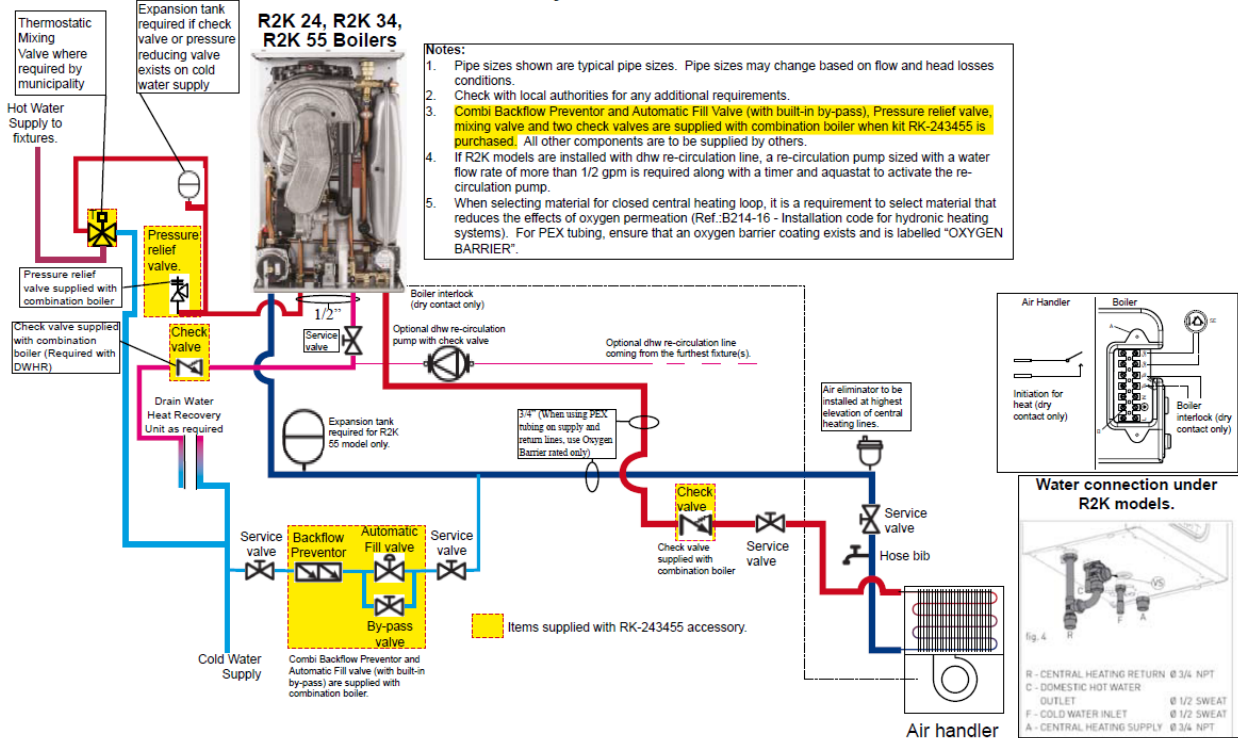 Thermostatic
Mixing
Valve where
required by
municipality
Expansion tank
required if check
valve or pressure
reducing valve
exists on cold
water supply
R2K 24, R2K 34,
R2K 55 Boilers
Notes:
1. Pipe sizes shown are typical pipe sizes. Pipe sizes may change based on flow and head losses
conditions.
2. Check with local authorities for any additional requirements.
3. Combi Backflow Preventor and Automatic Fill Valve (with built-in by-pass), Pressure relief valve,
mixing valve and two check valves are supplied with combination boiler when kit RK-243455 is
purchased. All other components are to be supplied by others.
4. If R2K models are installed with dhw re-circulation line, a re-circulation pump sized with a water
flow rate of more than 1/2 gpm is required along with a timer and aquastat to activate the re-
circulation pump.
5. When selecting material for closed central heating loop, it is a requirement to select material that
reduces the effects of oxygen permeation (Ref.:B214-16 - Installation code for hydronic heating
systems). For PEX tubing, ensure that an oxygen barrier coating exists and is labelled “OXYGEN
BARRIER”.
Hot Water
Supply to
fixtures.
T
Pressure
relief
valve.
Pressure relief
valve supplied with
combination boiler
Check valve supplied
with combination
boiler (Required with
DWHR)
Check
valve
1/2”
Service
valve
Boiler interlock
(dry contact only)
Optional dhw re-circulation
pump with check valve
Optional dhw re-circulation line
coming from the furthest fixture(s).
Drain Water
Heat Recovery
Unit as required
Expansion tank
required for R2K
55 model only.
3/4” (When using PEX
tubing on supply and
return lines, use Oxygen
Barrier rated only)
Air eliminator to be
installed at highest
elevation of central
heating lines.
Air Handler
Boiler
A
SE
Initiation for
heat (dry
contact only)
Boiler
interlock (dry
contact only)
Service
valve
Backflow
Preventor
Automatic
Fill valve
Service
valve
By-pass
valve
Check
valve
Check valve
supplied with
combination boiler
Service
valve
Service
valve
Hose bib
Cold Water
Supply
Combi Backflow Preventor and
Automatic Fill valve (with built-in
by-pass) are supplied with
combination boiler.
Items supplied with RK-243455 accessory.
Air handler
Water connection under
R2K models.
VS
C
F
A
R
fig. 4
R - CENTRAL HEATING RETURN Ø 3/4 NPT
C - DOMESTIC HOT WATER
OUTLET Ø 1/2 SWEAT
F - COLD WATER INLET Ø 1/2 SWEAT
A - CENTRAL HEATING SUPPLY Ø 3/4 NPT